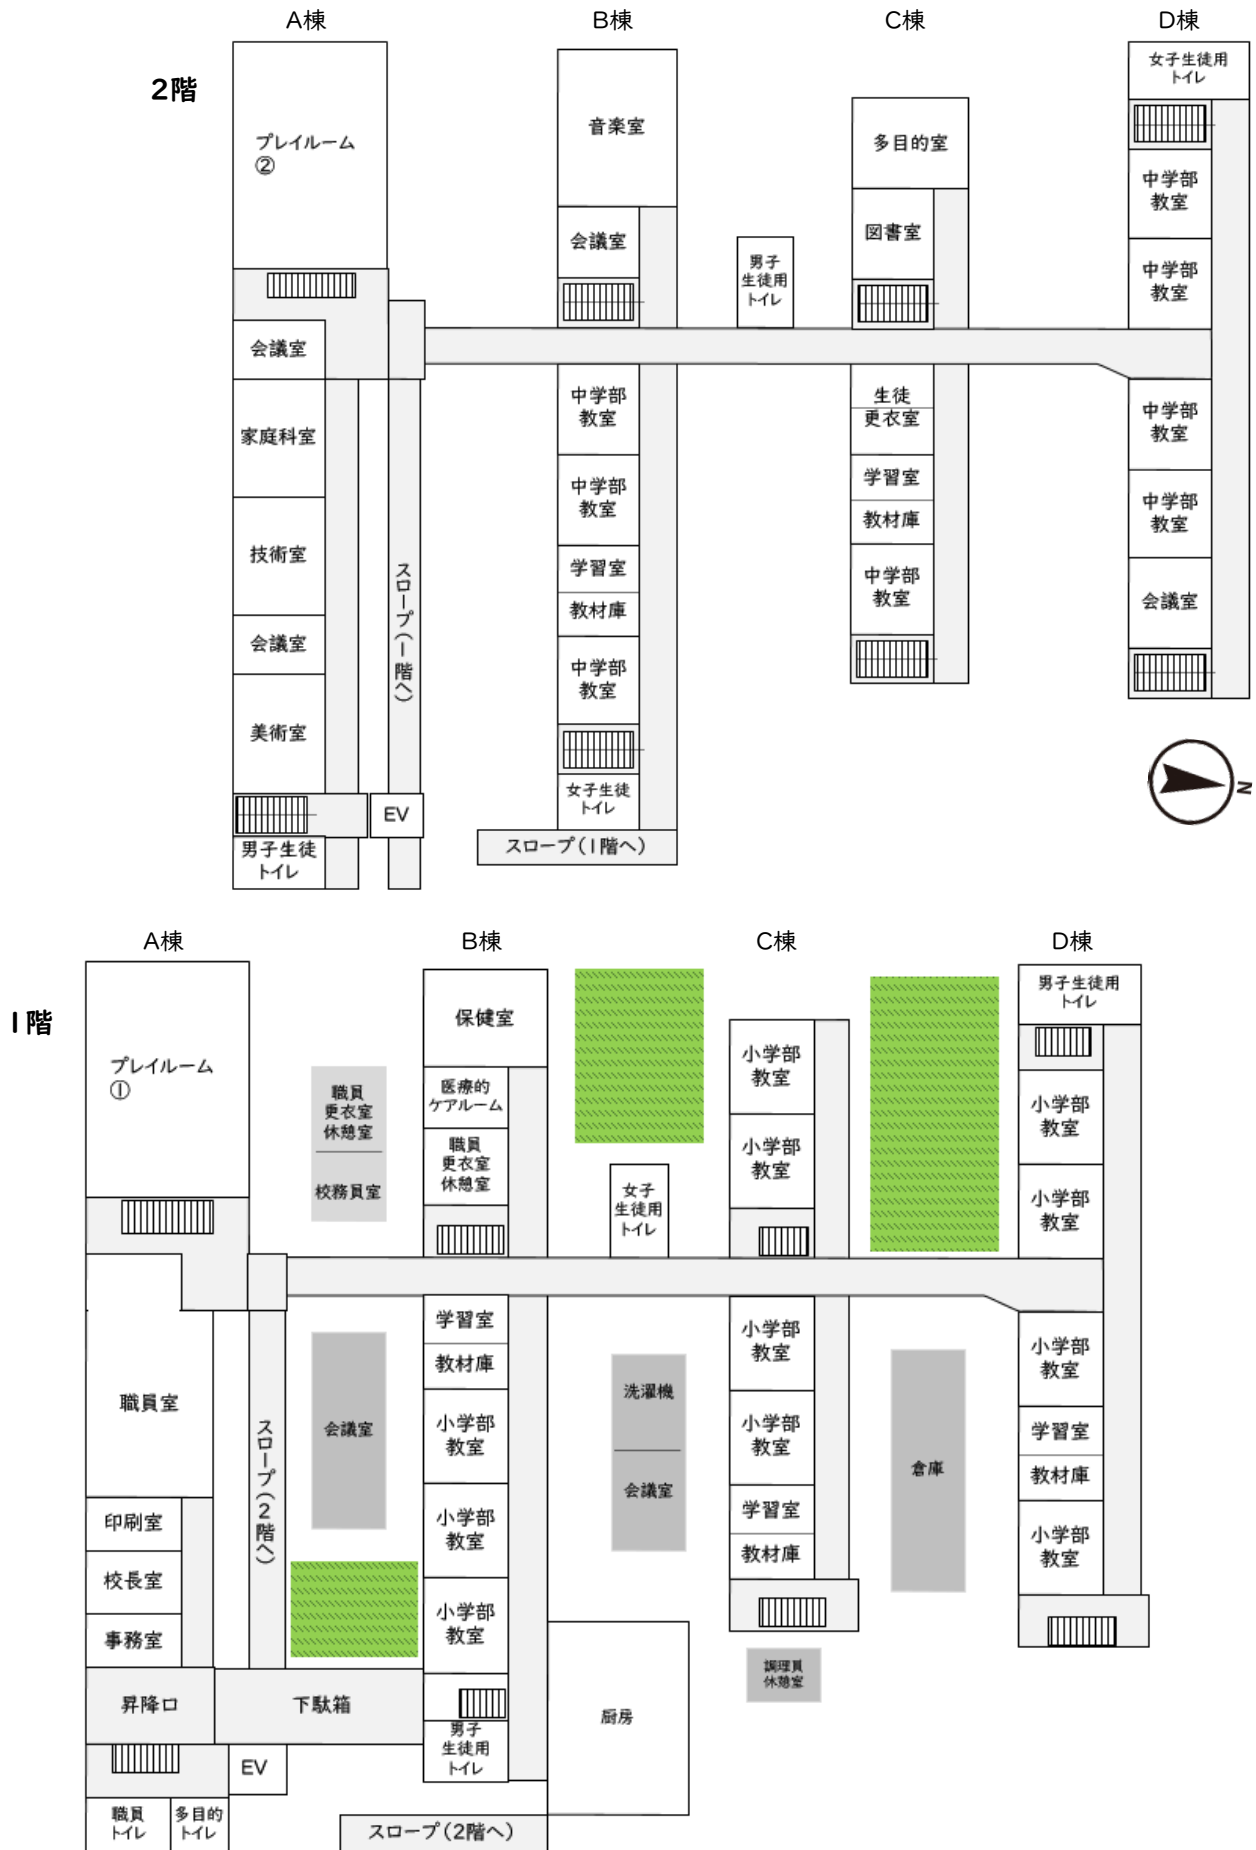 A棟
B棟
C棟
D棟
2階
プレイルーム
②
会議室
家庭科室
技術室
会議室
美術室
男子生徒
トイレ
スロープ(1階へ)
EV
音楽室
会議室
中学部
教室
中学部
教室
学習室
教材庫
中学部
教室
女子生徒
トイレ
スロープ(1階へ)
男子
生徒用
トイレ
多目的室
図書室
生徒
更衣室
学習室
教材庫
中学部
教室
女子生徒用
トイレ
中学部
教室
中学部
教室
中学部
教室
中学部
教室
会議室
N
A棟
B棟
C棟
D棟
1階
プレイルーム
①
職員室
印刷室
校長室
事務室
昇降口
下駄箱
EV
職員
トイレ
多目的
トイレ
スロープ(2階へ)
職員
更衣室
休憩室
校務員室
会議室
保健室
医療的
ケアルーム
職員
更衣室
休憩室
学習室
教材庫
小学部
教室
小学部
教室
小学部
教室
男子
生徒用
トイレ
スロープ(2階へ)
女子
生徒用
トイレ
洗濯機
会議室
厨房
小学部
教室
小学部
教室
小学部
教室
小学部
教室
学習室
教材庫
調理員
休憩室
倉庫
男子生徒用
トイレ
小学部
教室
小学部
教室
小学部
教室
学習室
教材庫
小学部
教室